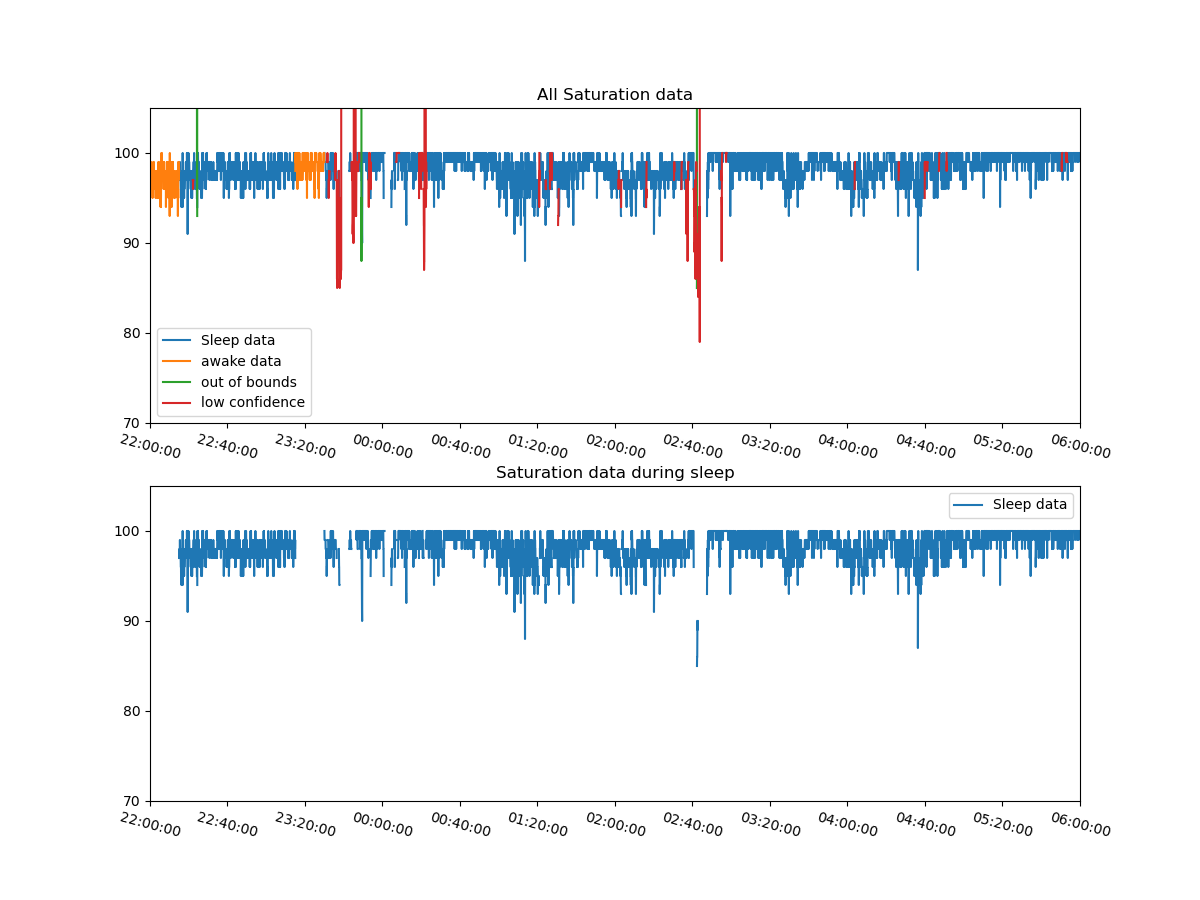 All Saturation data
100
90
80
70
Sleep data
awake data
out of bounds
low confidence
22:00:00 22:40:00 23:20:00 00:00:00 00:40:00 01:20:00 02:00:00 02:40:00 03:20:00 04:00:00 04:40:00 05:20:00 06:00:00
Saturation data during sleep
Sleep data
100
90
80
70
22:00:00 22:40:00 23:20:00 00:00:00 00:40:00 01:20:00 02:00:00 02:40:00 03:20:00 04:00:00 04:40:00 05:20:00 06:00:00